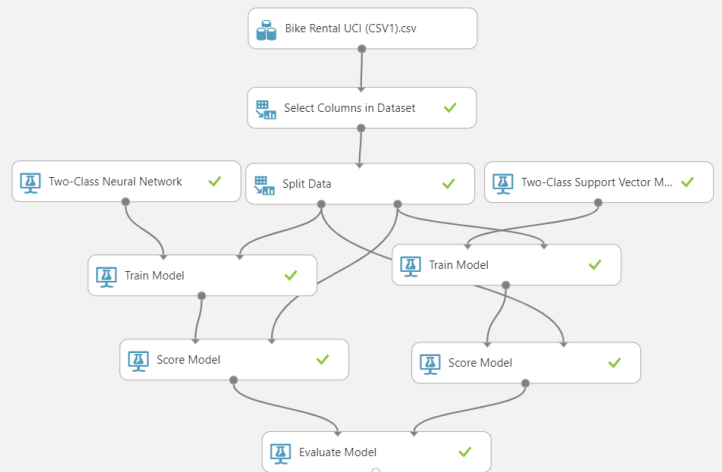 Bike Rental UCI (CSV1).csv
Select Columns in Dataset
Two-Class Neural Network
Split Data
Two-Class Support Vector M...
Train Model
Train Model
Score Model
Score Model
Evaluate Model